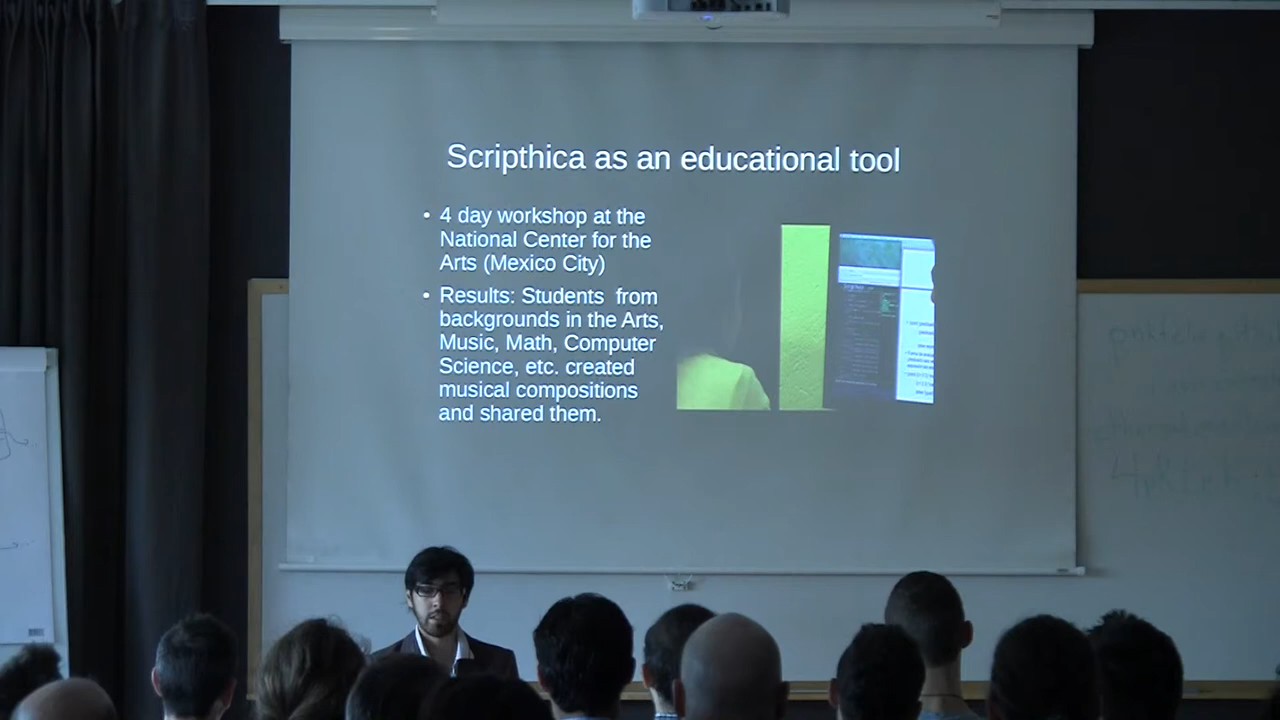 Scripthica as an educational tool
• 4 day workshop at the
National Center for the
Arts (Mexico City)
• Results: Students from
backgrounds in the Arts,
Music, Math, Computer
Science, etc. created
musical compositions
and shared them.